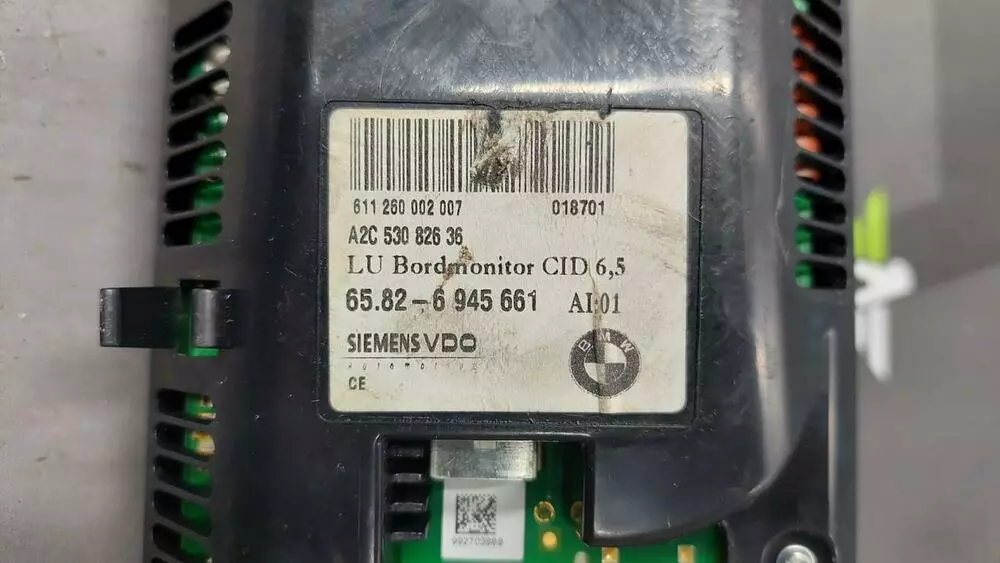 611 260 002 007 018701
A2C 530 826 36
LU Bordmonitor CID 6,5
65.82-6 945 661 AI:01
SIEMENS VDO
Automotive
BMW
CE